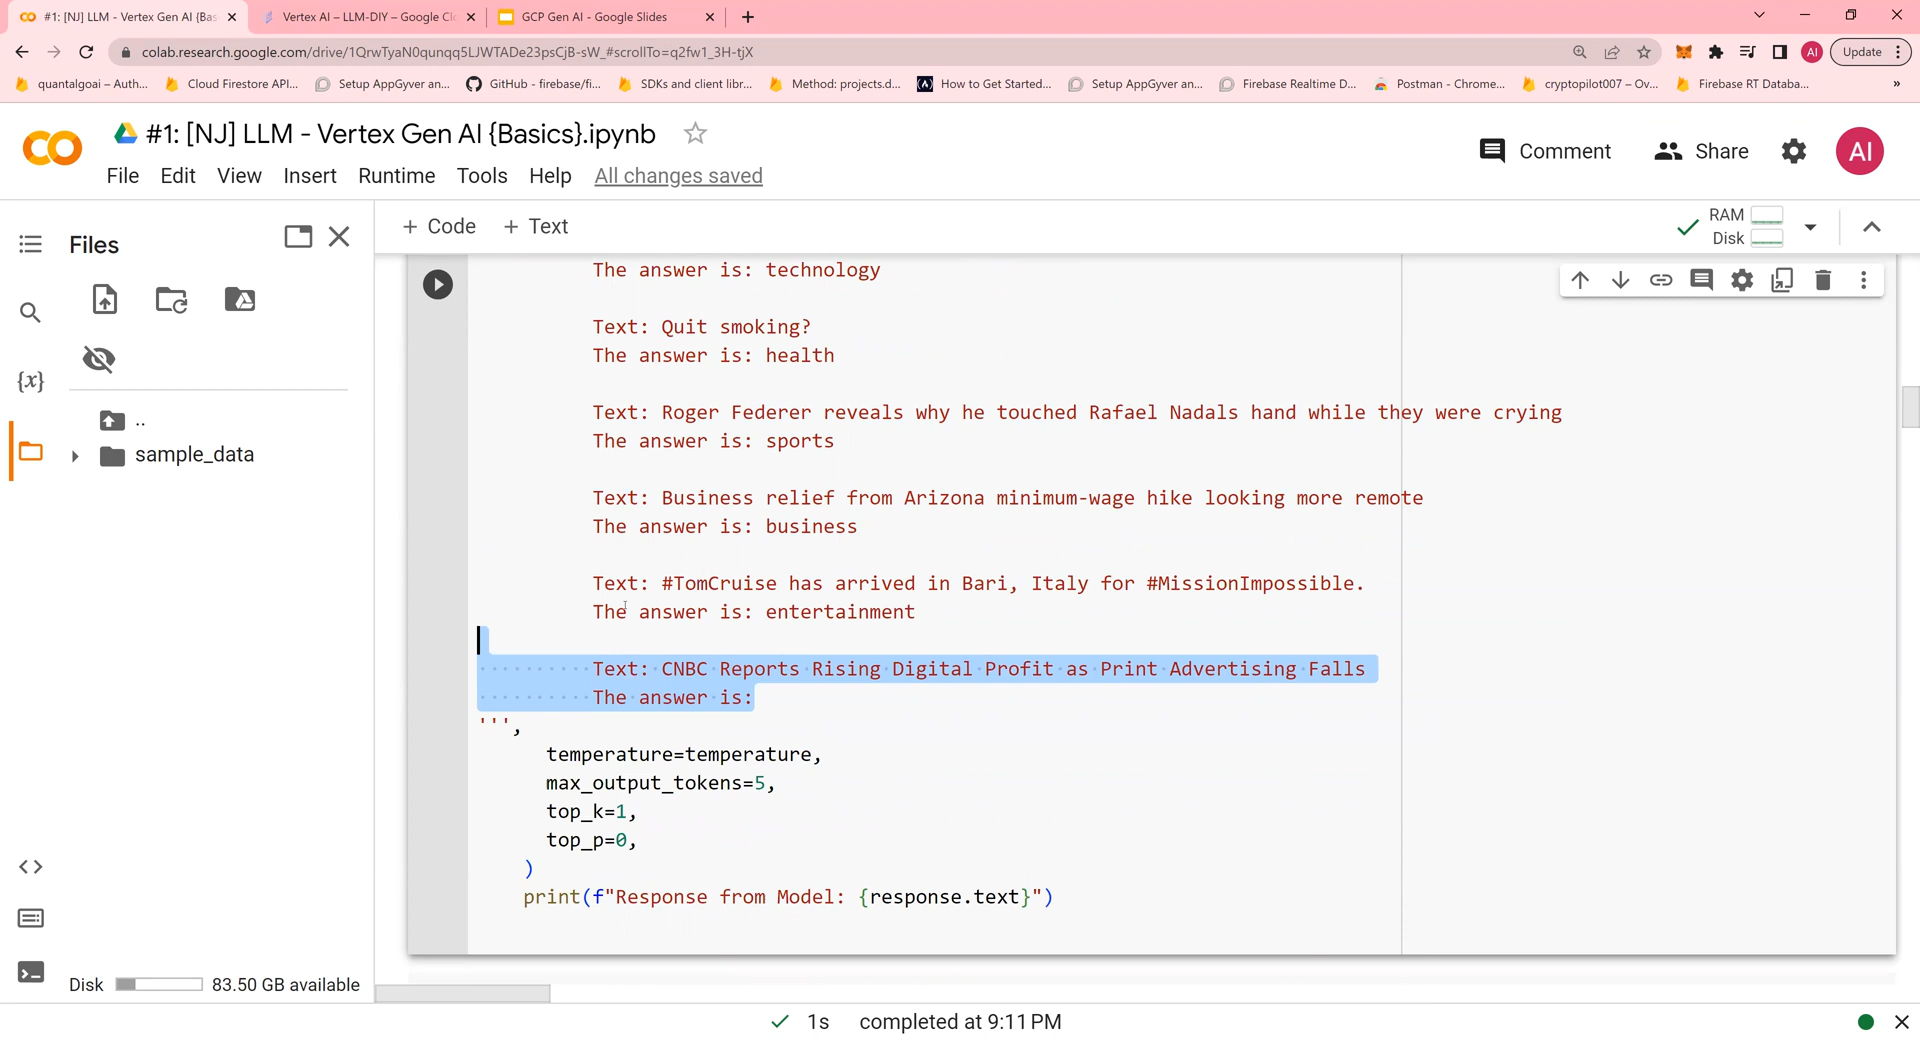 #1: [NJ] LLM - Vertex Gen AI {Bas
Vertex AI – LLM-DIY – Google Cl
GCP Gen AI - Google Slides
colab.research.google.com/drive/1QrwTyaN0qunqq5LJWTADe23psCjB-sW_#scrollTo=q2fw1_3H-tjX
AI
Update
quantalgoai – Auth...
Cloud Firestore API...
Setup AppGyver an...
GitHub - firebase/fi...
SDKs and client libr...
Method: projects.d...
How to Get Started...
Setup AppGyver an...
Firebase Realtime D...
Postman - Chrome...
cryptopilot007 – Ov...
Firebase RT Databa...
»
#1: [NJ] LLM - Vertex Gen AI {Basics}.ipynb
Comment
Share
AI
File Edit View Insert Runtime Tools Help All changes saved
Files
+ Code + Text
RAM
Disk
{x}
..
sample_data
The answer is: technology
Text: Quit smoking?
The answer is: health
Text: Roger Federer reveals why he touched Rafael Nadals hand while they were crying
The answer is: sports
Text: Business relief from Arizona minimum-wage hike looking more remote
The answer is: business
Text: #TomCruise has arrived in Bari, Italy for #MissionImpossible.
The answer is: entertainment
Text: CNBC Reports Rising Digital Profit as Print Advertising Falls
The answer is:
''',
temperature=temperature,
max_output_tokens=5,
top_k=1,
top_p=0,
)
print(f"Response from Model: {response.text}")
Disk 83.50 GB available
1s completed at 9:11 PM